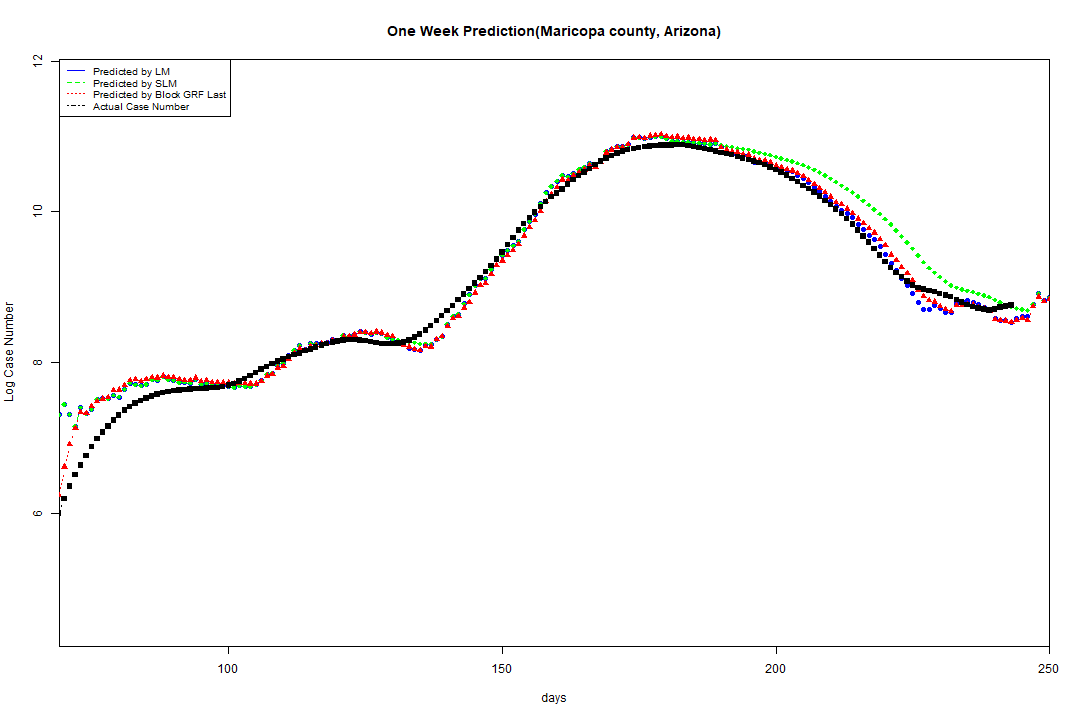 One Week Prediction(Maricopa county, Arizona)
Predicted by LM
Predicted by SLM
Predicted by Block GRF Last
Actual Case Number
12
10
8
6
Log Case Number
100 150 200 250
days